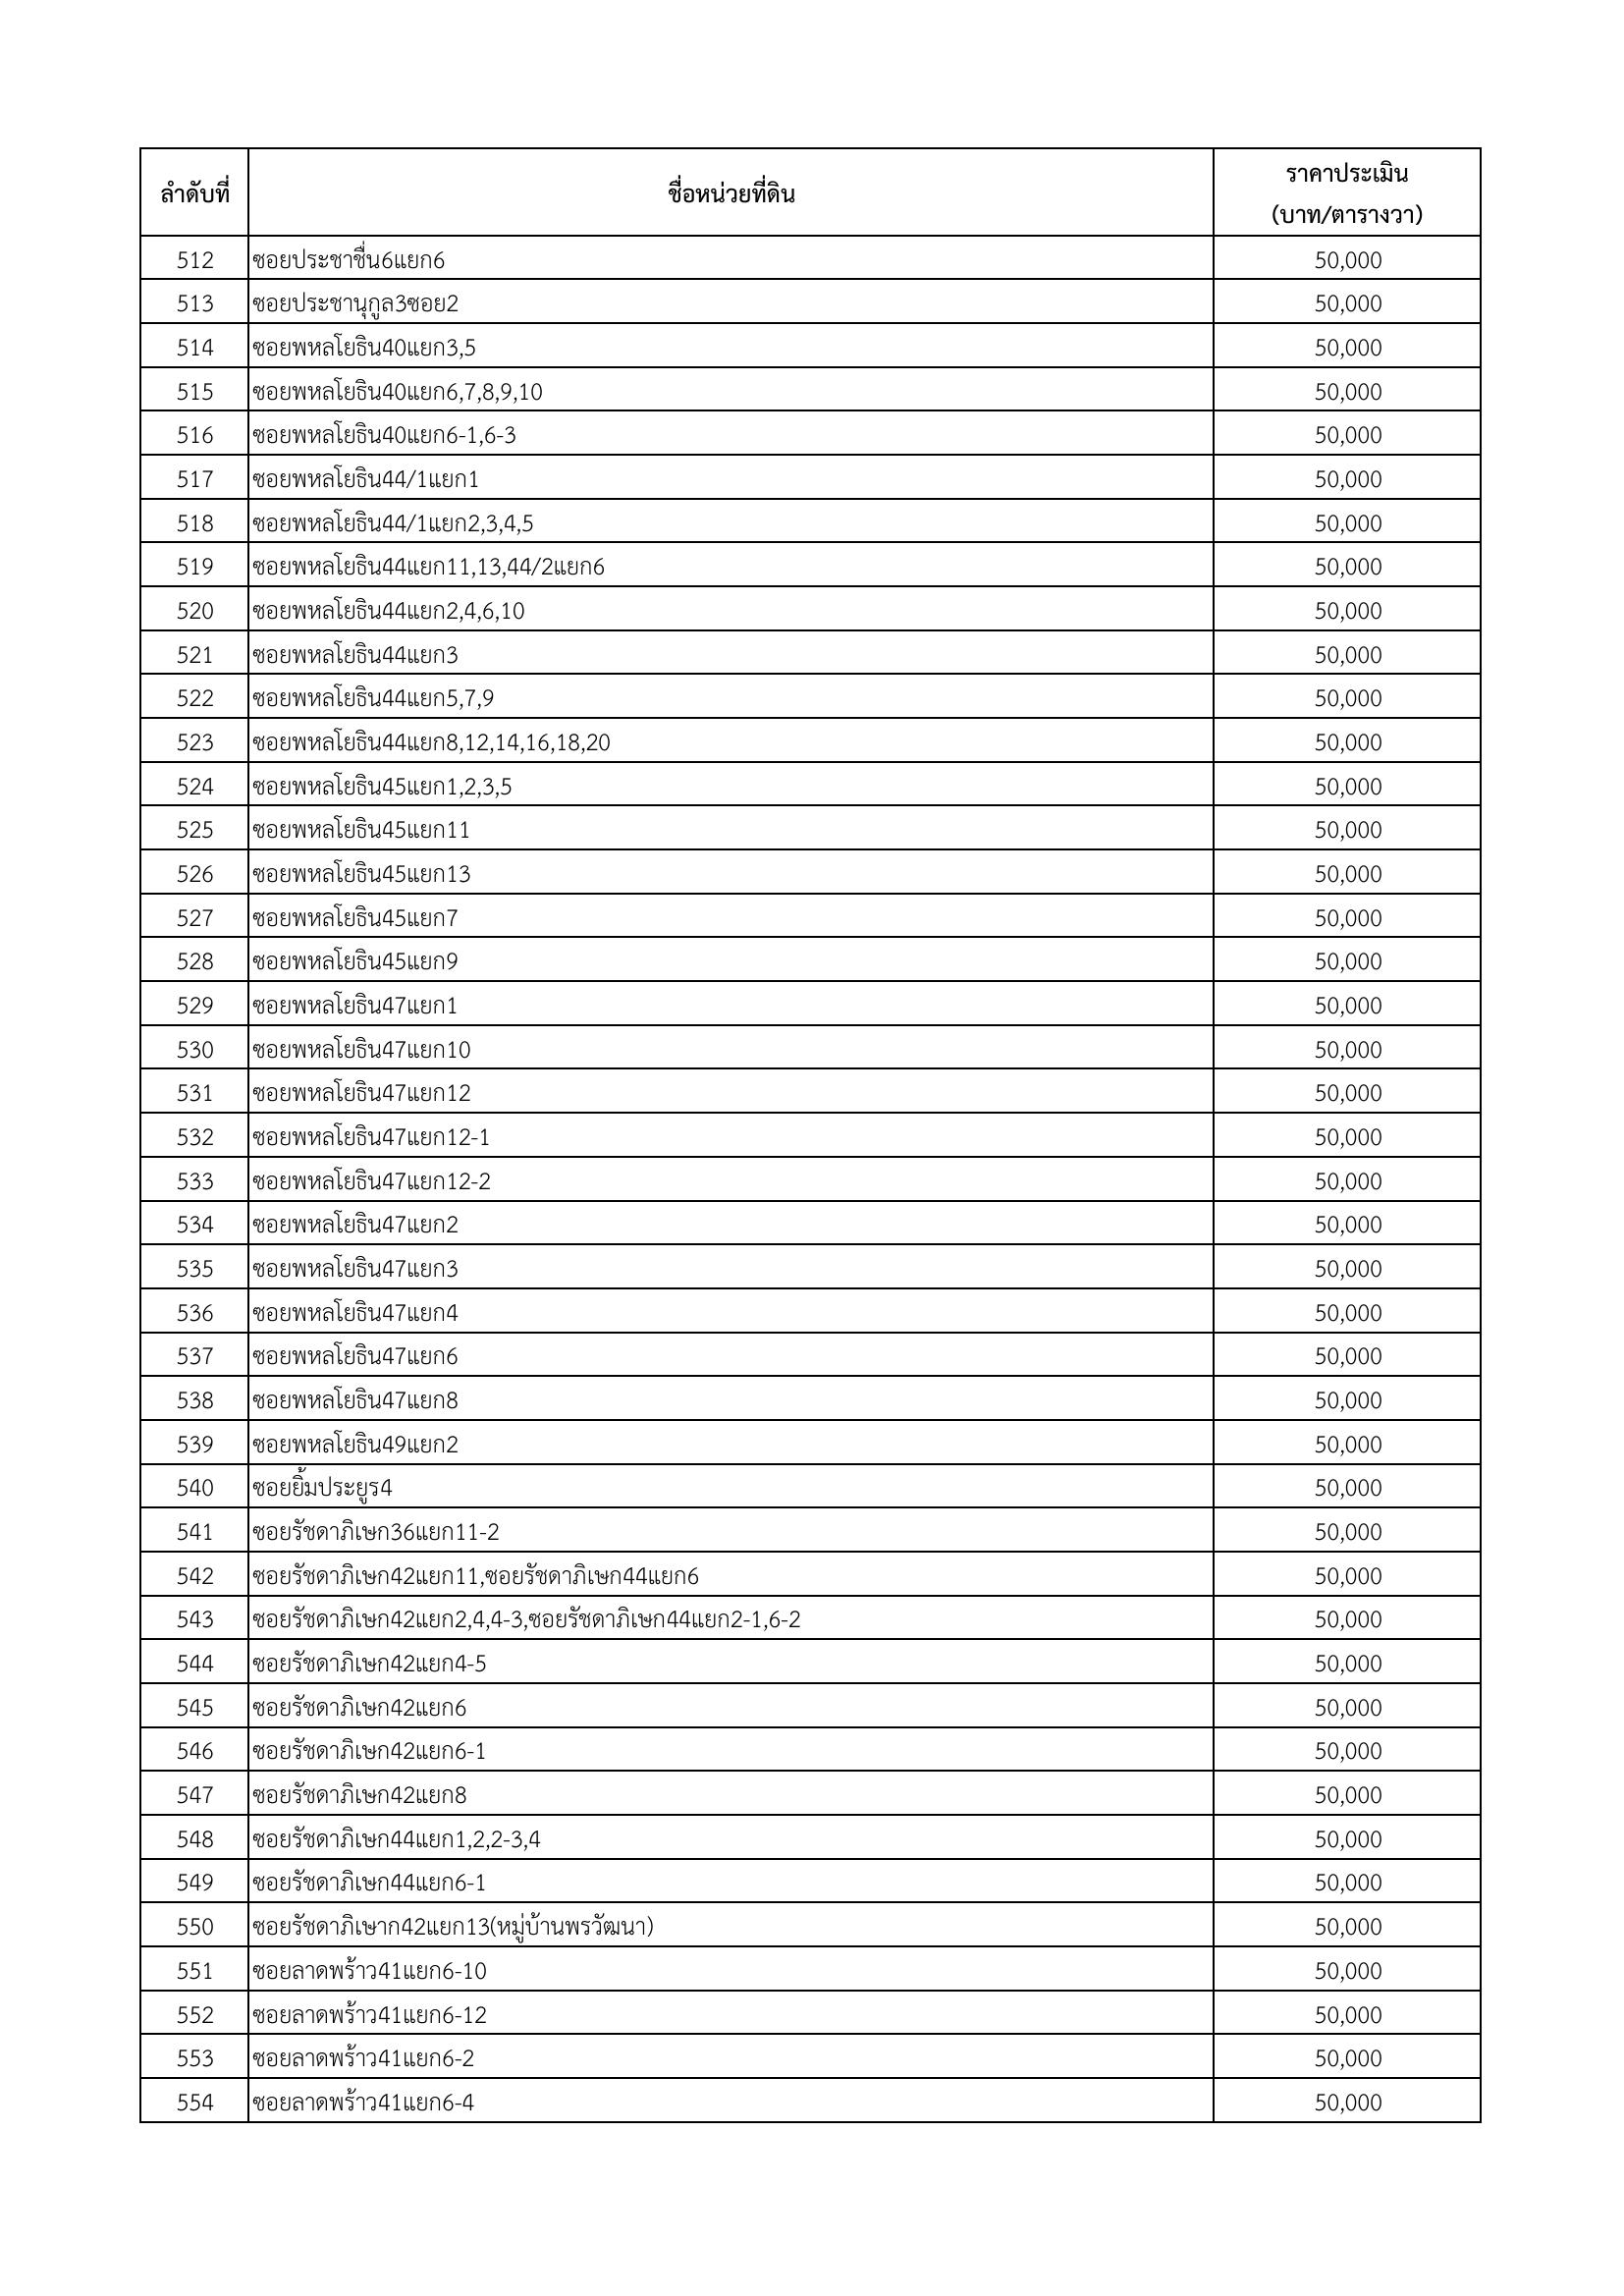 ลำดับที่ ชื่อหน่วยที่ดิน ราคาประเมิน
(บาท/ตารางวา)
512 ซอยประชาชื่น6แยก6 50,000
513 ซอยประชานุกูล3ซอย2 50,000
514 ซอยพหลโยธิน40แยก3,5 50,000
515 ซอยพหลโยธิน40แยก6,7,8,9,10 50,000
516 ซอยพหลโยธิน40แยก6-1,6-3 50,000
517 ซอยพหลโยธิน44/1แยก1 50,000
518 ซอยพหลโยธิน44/1แยก2,3,4,5 50,000
519 ซอยพหลโยธิน44แยก11,13,44/2แยก6 50,000
520 ซอยพหลโยธิน44แยก2,4,6,10 50,000
521 ซอยพหลโยธิน44แยก3 50,000
522 ซอยพหลโยธิน44แยก5,7,9 50,000
523 ซอยพหลโยธิน44แยก8,12,14,16,18,20 50,000
524 ซอยพหลโยธิน45แยก1,2,3,5 50,000
525 ซอยพหลโยธิน45แยก11 50,000
526 ซอยพหลโยธิน45แยก13 50,000
527 ซอยพหลโยธิน45แยก7 50,000
528 ซอยพหลโยธิน45แยก9 50,000
529 ซอยพหลโยธิน47แยก1 50,000
530 ซอยพหลโยธิน47แยก10 50,000
531 ซอยพหลโยธิน47แยก12 50,000
532 ซอยพหลโยธิน47แยก12-1 50,000
533 ซอยพหลโยธิน47แยก12-2 50,000
534 ซอยพหลโยธิน47แยก2 50,000
535 ซอยพหลโยธิน47แยก3 50,000
536 ซอยพหลโยธิน47แยก4 50,000
537 ซอยพหลโยธิน47แยก6 50,000
538 ซอยพหลโยธิน47แยก8 50,000
539 ซอยพหลโยธิน49แยก2 50,000
540 ซอยยิ้มประยูร4 50,000
541 ซอยรัชดาภิเษก36แยก11-2 50,000
542 ซอยรัชดาภิเษก42แยก11,ซอยรัชดาภิเษก44แยก6 50,000
543 ซอยรัชดาภิเษก42แยก2,4,4-3,ซอยรัชดาภิเษก44แยก2-1,6-2 50,000
544 ซอยรัชดาภิเษก42แยก4-5 50,000
545 ซอยรัชดาภิเษก42แยก6 50,000
546 ซอยรัชดาภิเษก42แยก6-1 50,000
547 ซอยรัชดาภิเษก42แยก8 50,000
548 ซอยรัชดาภิเษก44แยก1,2,2-3,4 50,000
549 ซอยรัชดาภิเษก44แยก6-1 50,000
550 ซอยรัชดาภิเษาก42แยก13(หมู่บ้านพรวัฒนา) 50,000
551 ซอยลาดพร้าว41แยก6-10 50,000
552 ซอยลาดพร้าว41แยก6-12 50,000
553 ซอยลาดพร้าว41แยก6-2 50,000
554 ซอยลาดพร้าว41แยก6-4 50,000